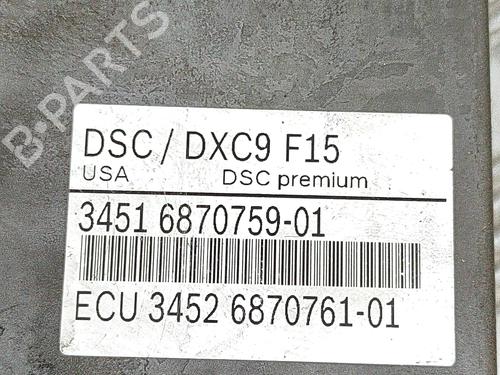 B-PARTS
DSC / DXC9 F15
USA DSC premium
3451 6870759-01
ECU 3452 6870761-01